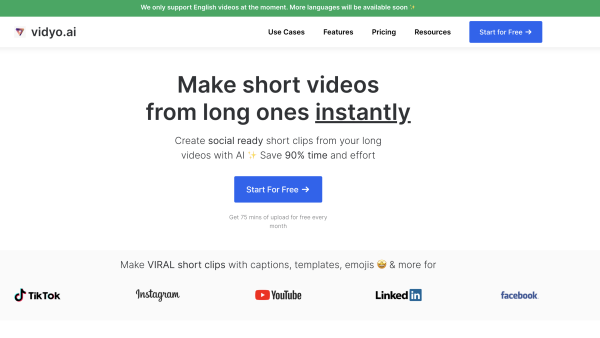 We only support English videos at the moment. More languages will be available soon ✨
vidyo.ai
Use Cases
Features
Pricing
Resources
Start for Free →
Make short videos
from long ones instantly
Create social ready short clips from your long
videos with AI ✨ Save 90% time and effort
Start For Free →
Get 75 mins of upload for free every
month
Make VIRAL short clips with captions, templates, emojis 🤩 & more for
TikTok
Instagram
YouTube
Linked in
facebook